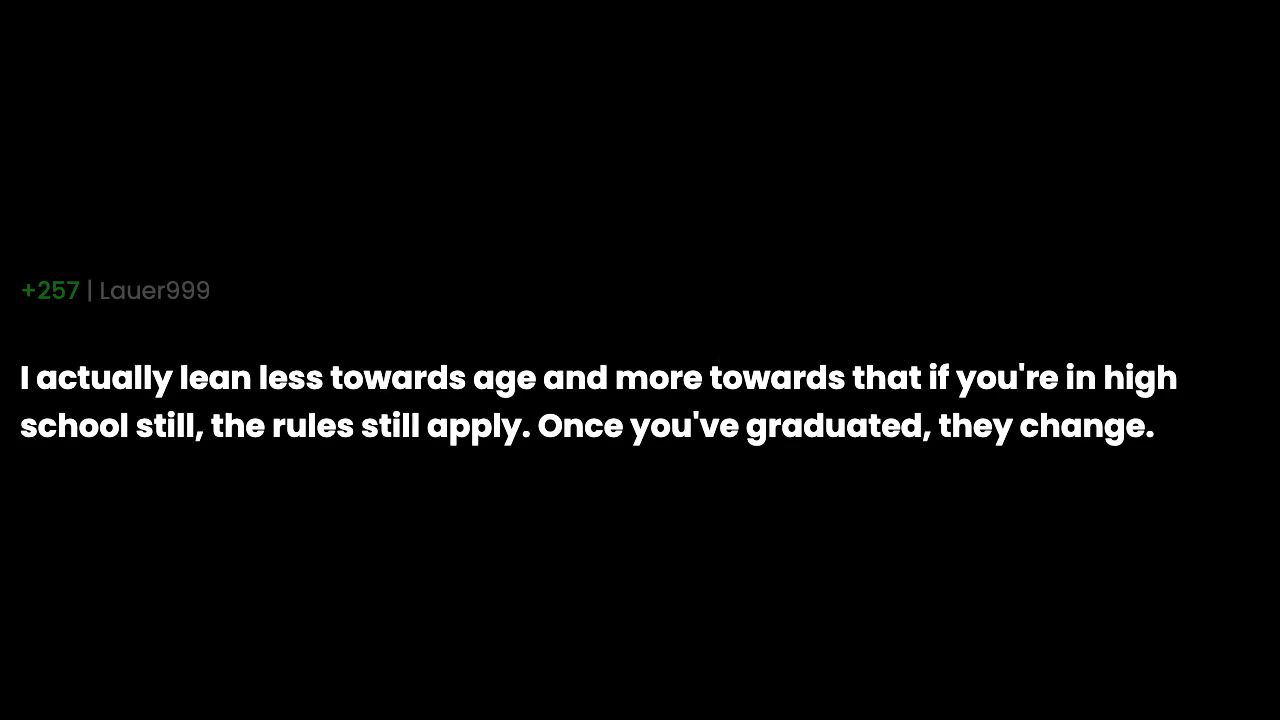 +257 | Lauer999
I actually lean less towards age and more towards that if you're in high
school still, the rules still apply. Once you've graduated, they change.